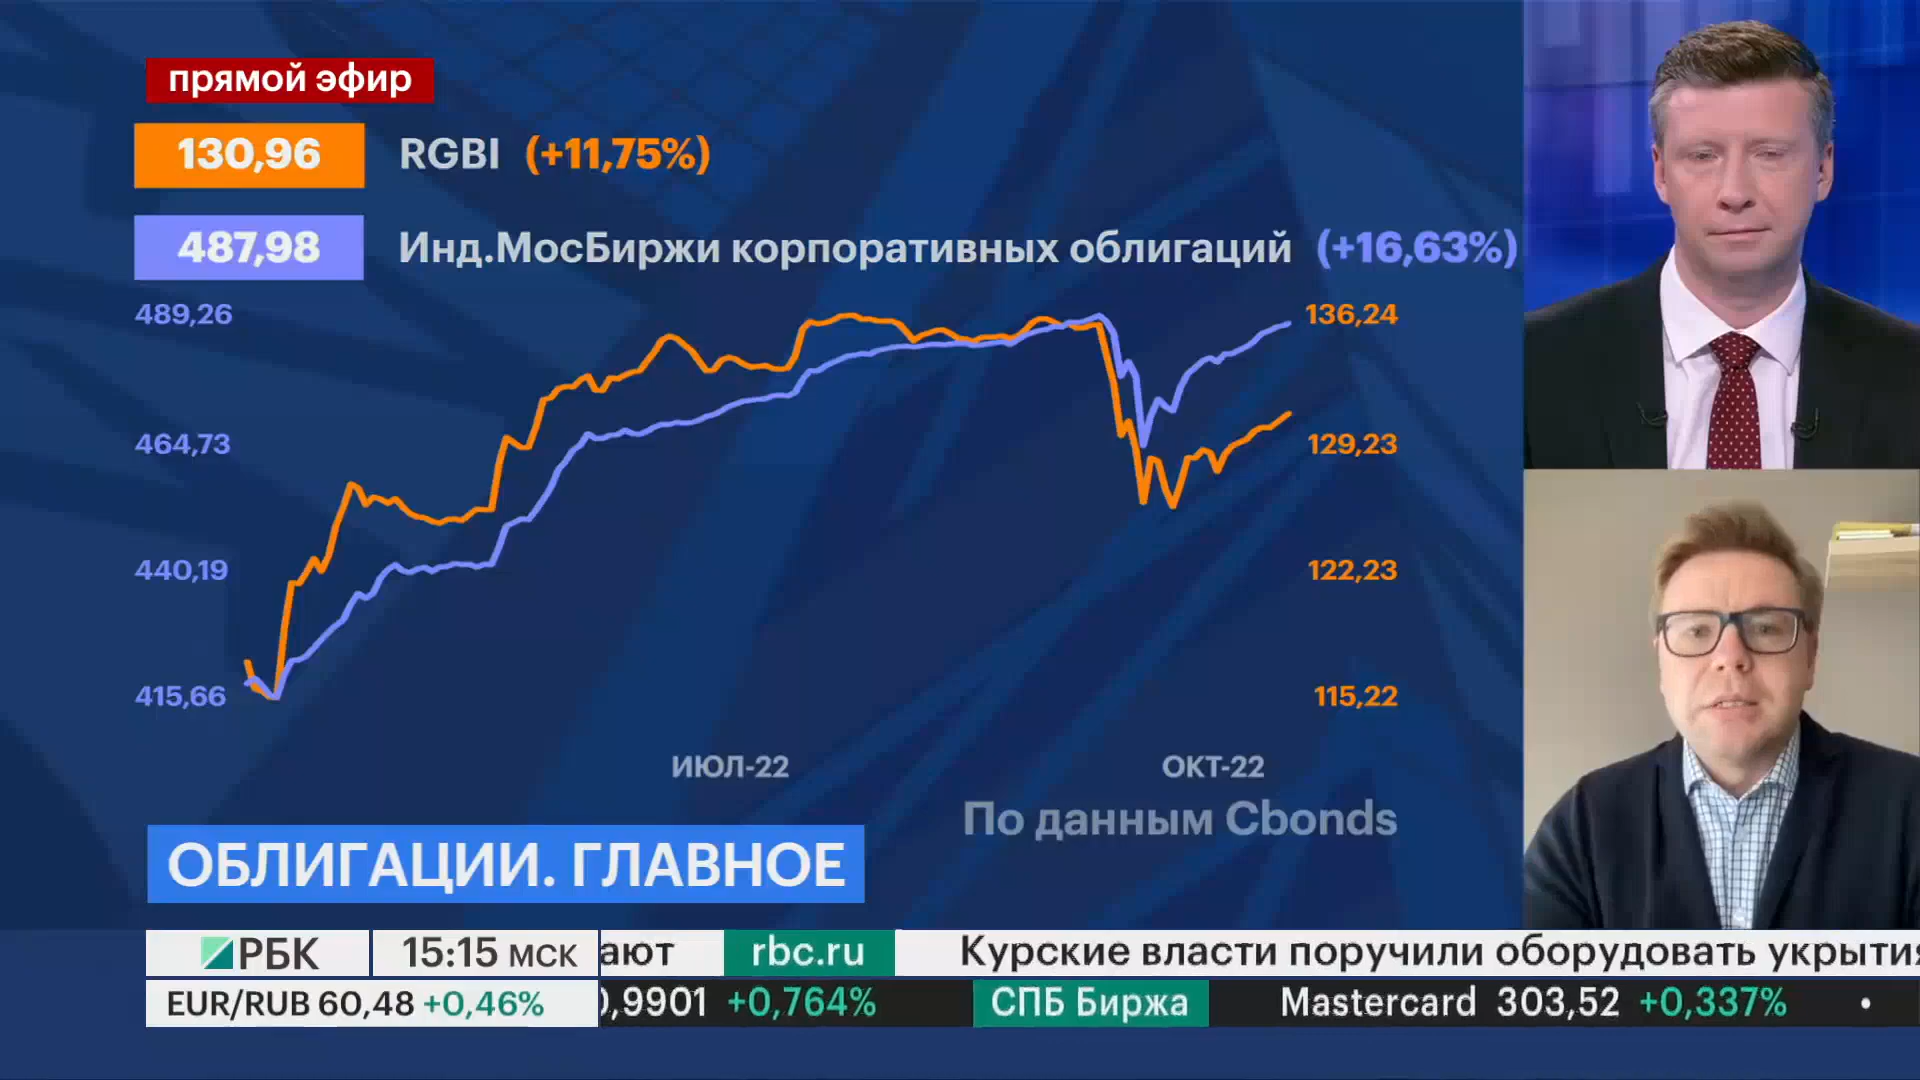 прямой эфир
130,96 RGBI (+11,75%)
487,98 Инд.МосБиржи корпоративных облигаций (+16,63%)
489,26 136,24
464,73 129,23
440,19 122,23
415,66 115,22
ИЮЛ-22 ОКТ-22
По данным Cbonds
ОБЛИГАЦИИ. ГЛАВНОЕ
РБК 15:15 МСК ают rbc.ru Курские власти поручили оборудовать укрытия
EUR/RUB 60,48 +0,46% 0,9901 +0,764% СПБ Биржа Mastercard 303,52 +0,337% •